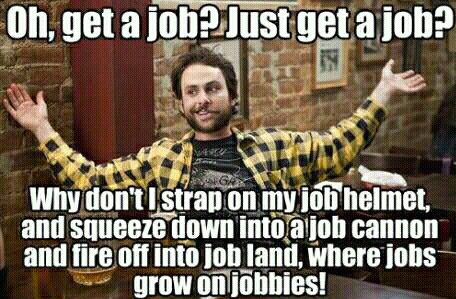 Oh, get a job? Just get a job?
Why don't I strap on my job helmet,
and squeeze down into a job cannon
and fire off into job land, where jobs
grow on jobbies!